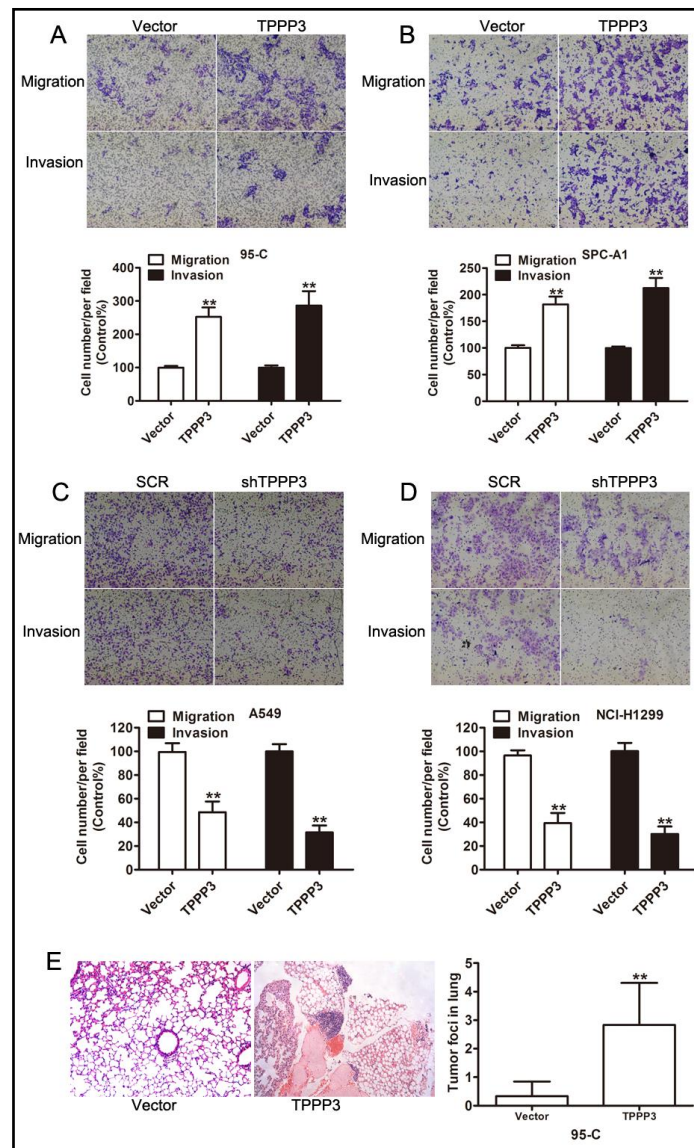 A
Vector TPPP3
Migration
Invasion
95-C
Migration
Invasion
Cell number/per field
(Control%)
400
300
200
100
0
** **
Vector TPPP3 Vector TPPP3
B
Vector TPPP3
Migration
Invasion
SPC-A1
Migration
Invasion
Cell number/per field
(Control%)
250
200
150
100
50
0
** **
Vector TPPP3 Vector TPPP3
C
SCR shTPPP3
Migration
Invasion
A549
Migration
Invasion
Cell number/per field
(Control%)
120
100
80
60
40
20
0
** **
Vector TPPP3 Vector TPPP3
D
SCR shTPPP3
Migration
Invasion
NCI-H1299
Migration
Invasion
Cell number/per field
(Control%)
120
100
80
60
40
20
0
** **
Vector TPPP3 Vector TPPP3
E
Vector TPPP3
Tumor foci in lung
5
4
3
2
1
0
**
Vector TPPP3
95-C